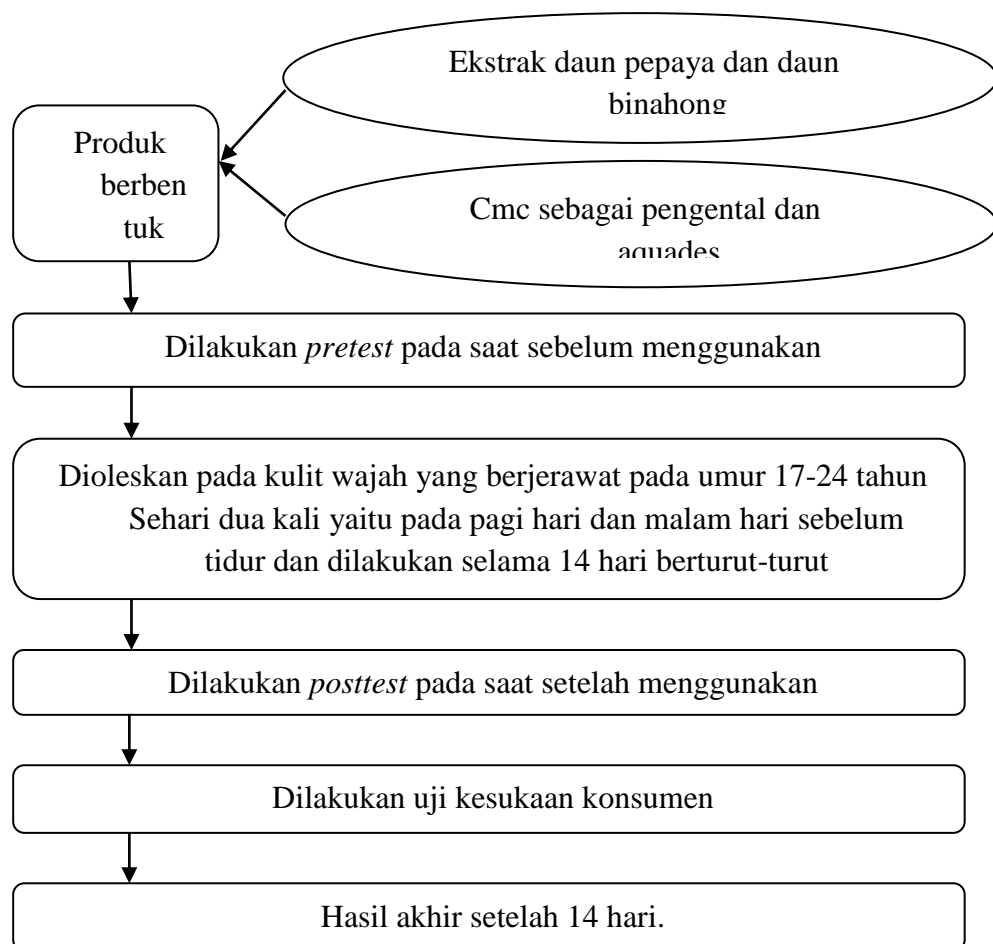 Ekstrak daun pepaya dan daun
binahong
Produk
berben
tuk
Cmc sebagai pengental dan
aquades
Dilakukan pretest pada saat sebelum menggunakan
Dioleskan pada kulit wajah yang berjerawat pada umur 17-24 tahun
Sehari dua kali yaitu pada pagi hari dan malam hari sebelum
tidur dan dilakukan selama 14 hari berturut-turut
Dilakukan posttest pada saat setelah menggunakan
Dilakukan uji kesukaan konsumen
Hasil akhir setelah 14 hari.